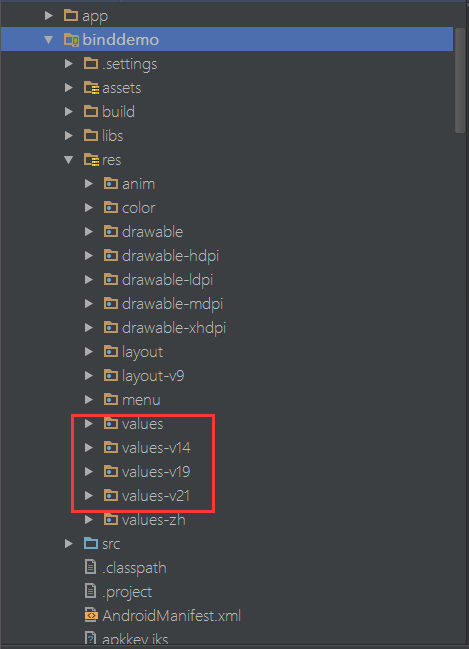 app
binddemo
.settings
assets
build
libs
res
anim
color
drawable
drawable-hdpi
drawable-ldpi
drawable-mdpi
drawable-xhdpi
layout
layout-v9
menu
values
values-v14
values-v19
values-v21
values-zh
src
.classpath
.project
AndroidManifest.xml
apkkey.jks